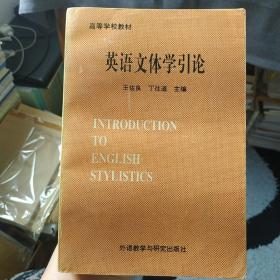 高等学校教材
英语文体学引论
王佐良 丁往道 主编
INTRODUCTION
TO
ENGLISH
STYLISTICS
外语教学与研究出版社